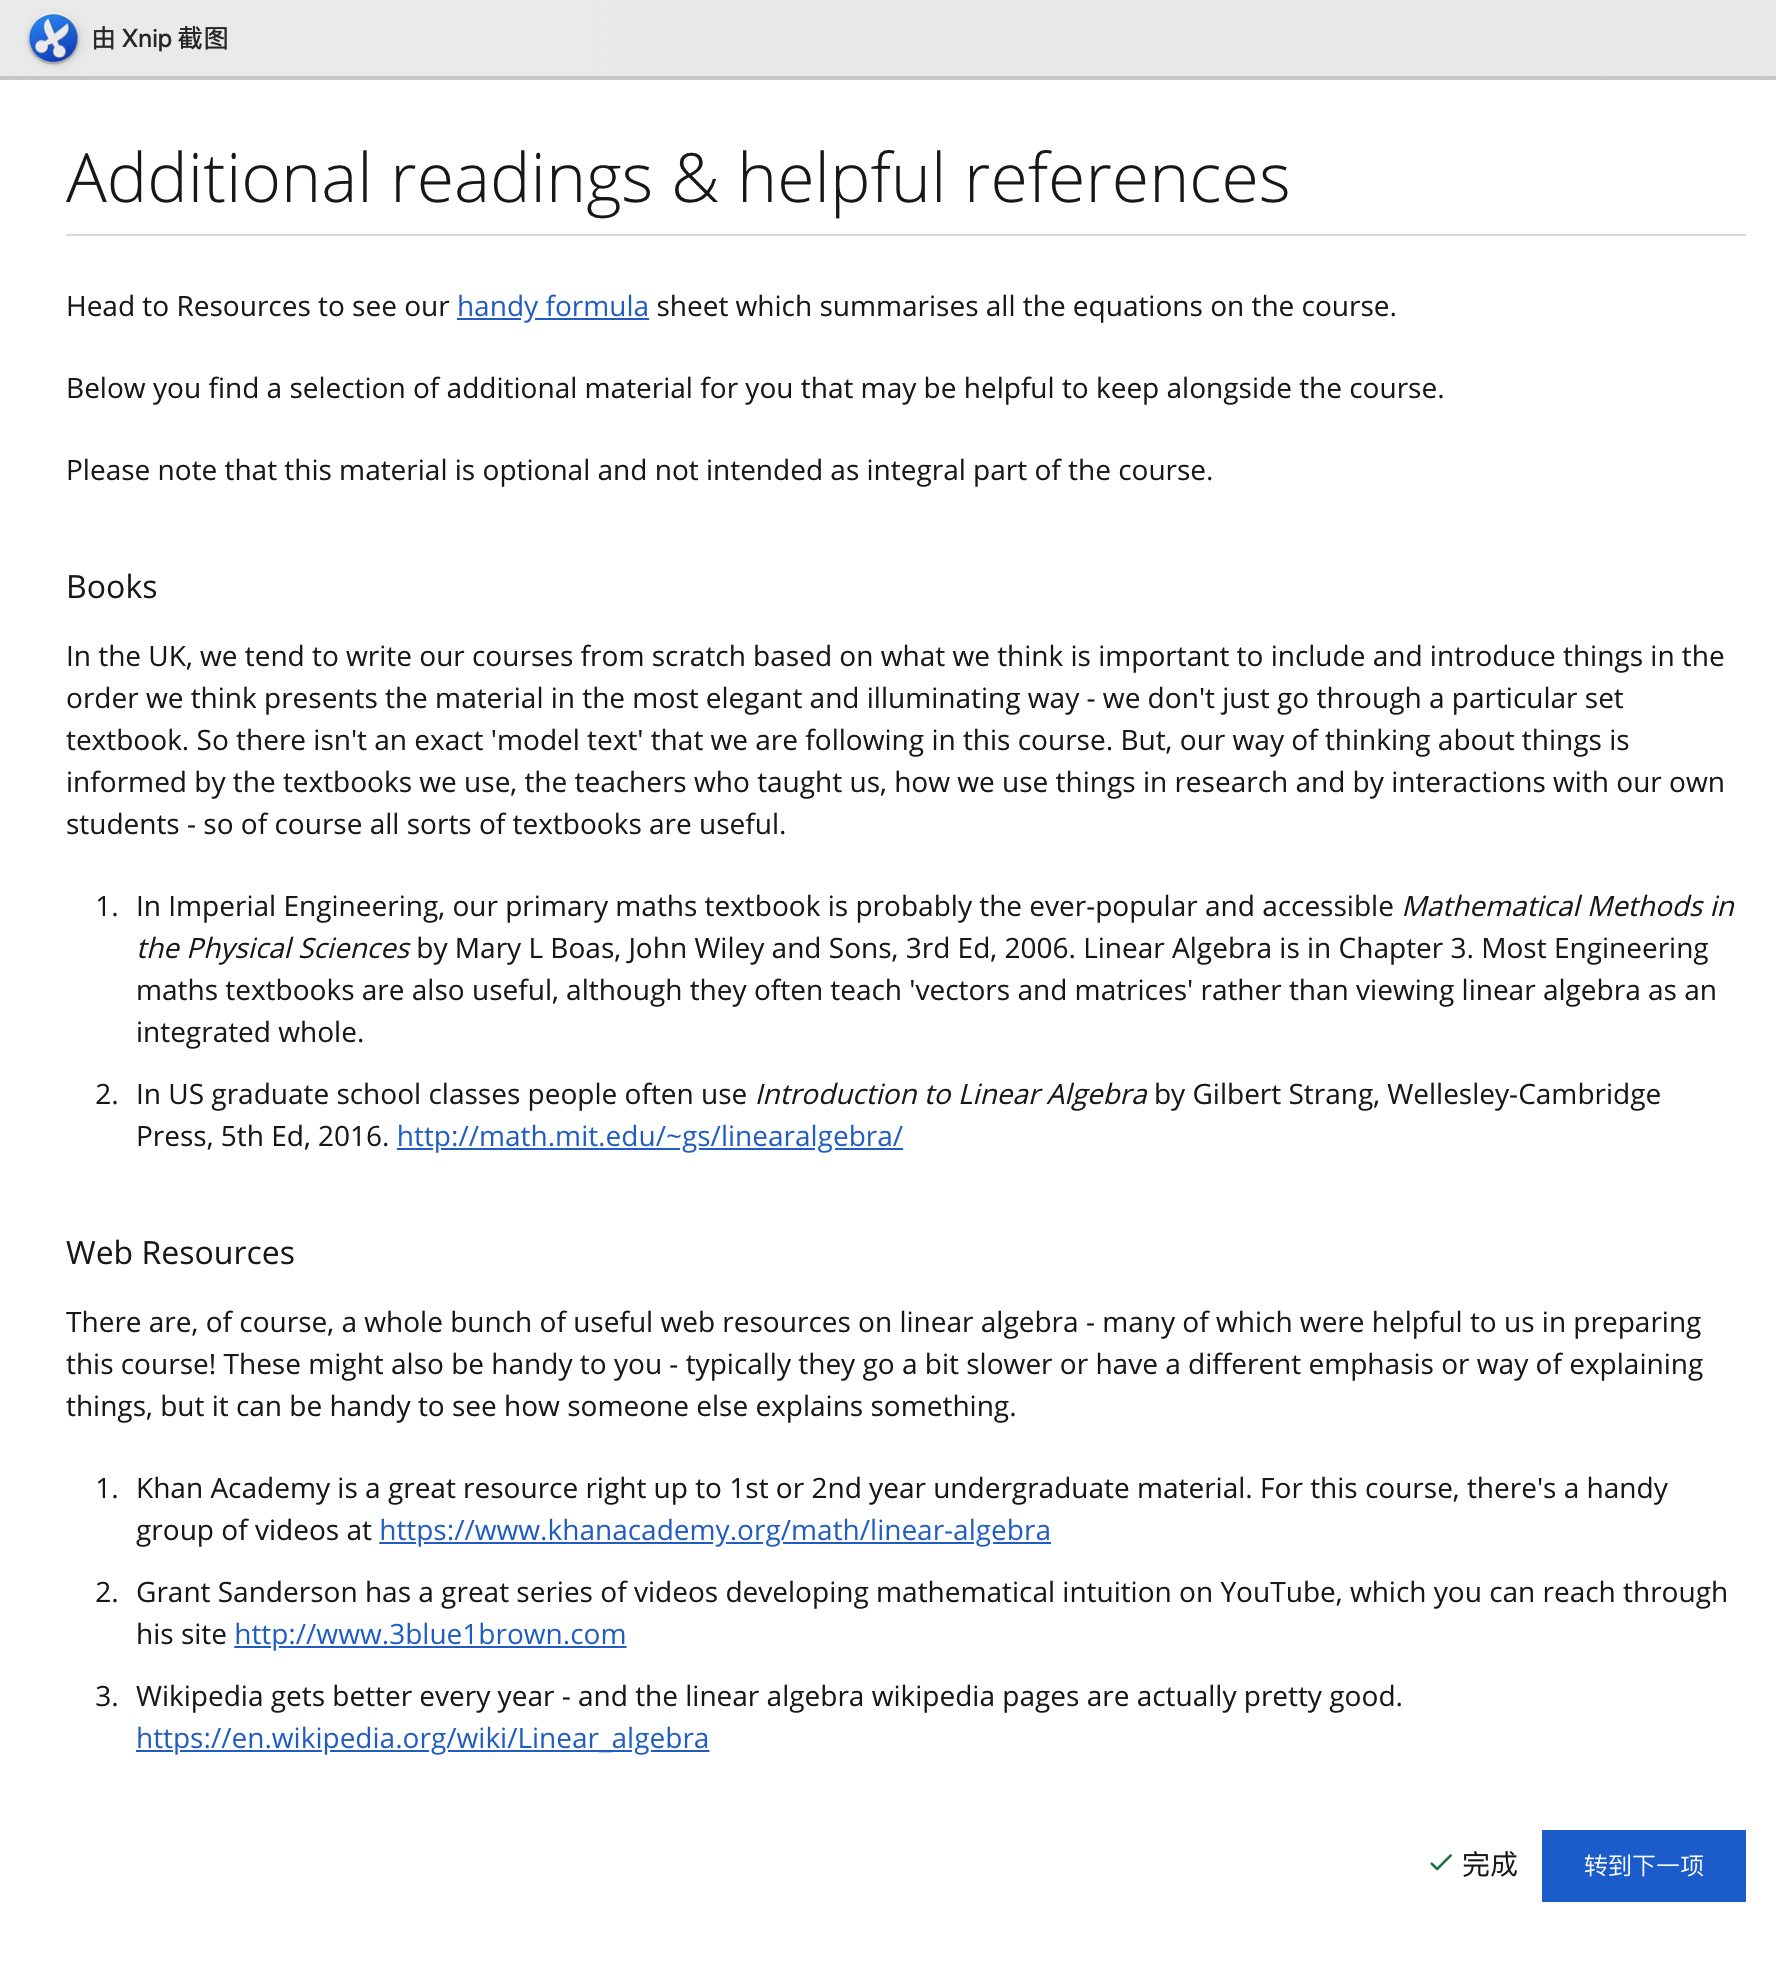 由 Xnip 截图
Additional readings & helpful references
Head to Resources to see our handy formula sheet which summarises all the equations on the course.
Below you find a selection of additional material for you that may be helpful to keep alongside the course.
Please note that this material is optional and not intended as integral part of the course.
Books
In the UK, we tend to write our courses from scratch based on what we think is important to include and introduce things in the
order we think presents the material in the most elegant and illuminating way - we don't just go through a particular set
textbook. So there isn't an exact 'model text' that we are following in this course. But, our way of thinking about things is
informed by the textbooks we use, the teachers who taught us, how we use things in research and by interactions with our own
students - so of course all sorts of textbooks are useful.
1. In Imperial Engineering, our primary maths textbook is probably the ever-popular and accessible Mathematical Methods in
the Physical Sciences by Mary L Boas, John Wiley and Sons, 3rd Ed, 2006. Linear Algebra is in Chapter 3. Most Engineering
maths textbooks are also useful, although they often teach 'vectors and matrices' rather than viewing linear algebra as an
integrated whole.
2. In US graduate school classes people often use Introduction to Linear Algebra by Gilbert Strang, Wellesley-Cambridge
Press, 5th Ed, 2016. http://math.mit.edu/~gs/linearalgebra/
Web Resources
There are, of course, a whole bunch of useful web resources on linear algebra - many of which were helpful to us in preparing
this course! These might also be handy to you - typically they go a bit slower or have a different emphasis or way of explaining
things, but it can be handy to see how someone else explains something.
1. Khan Academy is a great resource right up to 1st or 2nd year undergraduate material. For this course, there's a handy
group of videos at https://www.khanacademy.org/math/linear-algebra
2. Grant Sanderson has a great series of videos developing mathematical intuition on YouTube, which you can reach through
his site http://www.3blue1brown.com
3. Wikipedia gets better every year - and the linear algebra wikipedia pages are actually pretty good.
https://en.wikipedia.org/wiki/Linear_algebra
✓ 完成 转到下一项